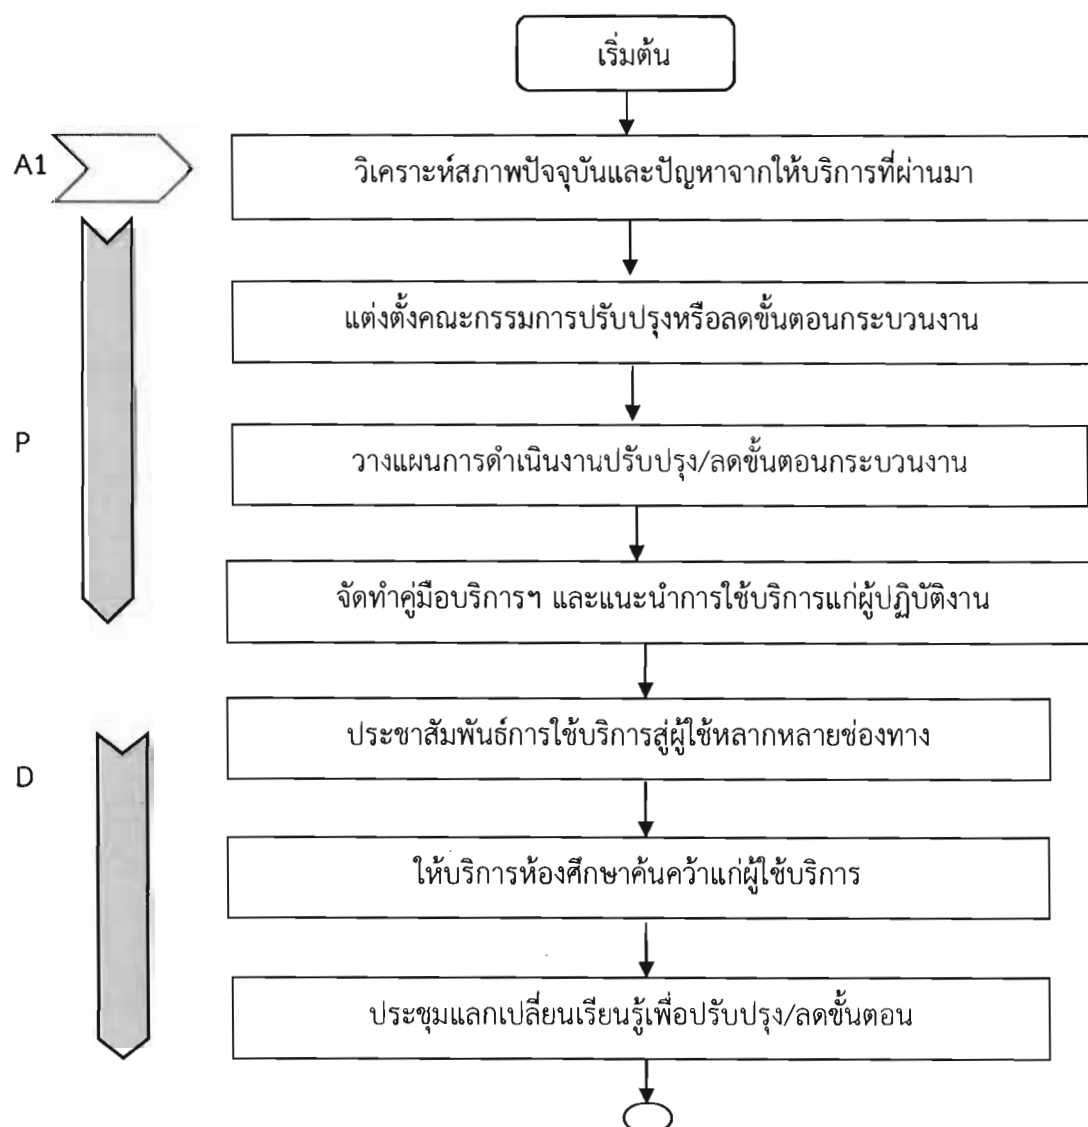 เริ่มต้น
A1
วิเคราะห์สภาพปัจจุบันและปัญหาจากให้บริการที่ผ่านมา
แต่งตั้งคณะกรรมการปรับปรุงหรือลดขั้นตอนกระบวนงาน
P
วางแผนการดำเนินงานปรับปรุง/ลดขั้นตอนกระบวนงาน
จัดทำคู่มือบริการฯ และแนะนำการใช้บริการแก่ผู้ปฏิบัติงาน
ประชาสัมพันธ์การใช้บริการสู่ผู้ใช้หลากหลายช่องทาง
D
ให้บริการห้องศึกษาค้นคว้าแก่ผู้ใช้บริการ
ประชุมแลกเปลี่ยนเรียนรู้เพื่อปรับปรุง/ลดขั้นตอน